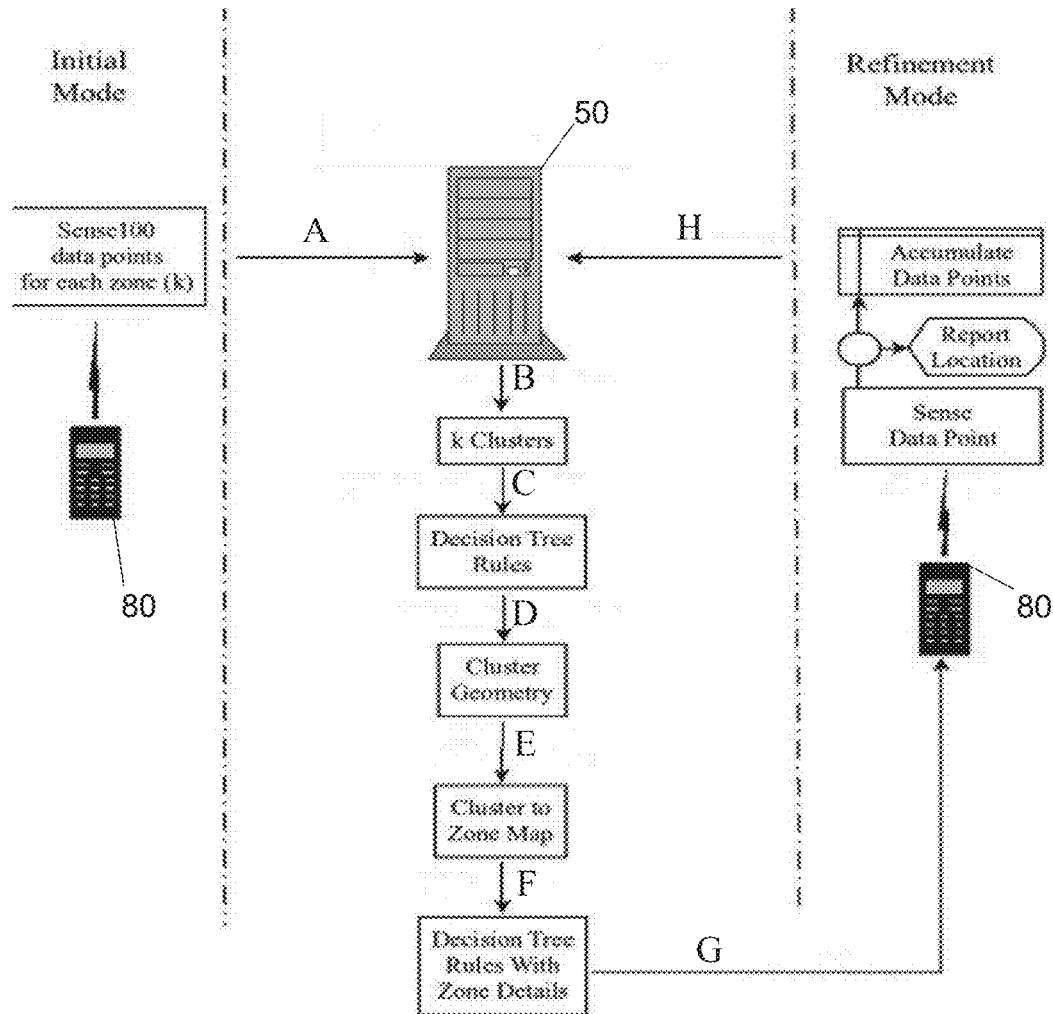 Initial
Mode
Refinement
Mode
50
Sense100
data points
for each zone (k)
A
H
Accumulate
Data Points
Report
Location
Sense
Data Point
B
k Clusters
C
Decision Tree
Rules
80
80
D
Cluster
Geometry
E
Cluster to
Zone Map
F
Decision Tree
Rules With
Zone Details
G